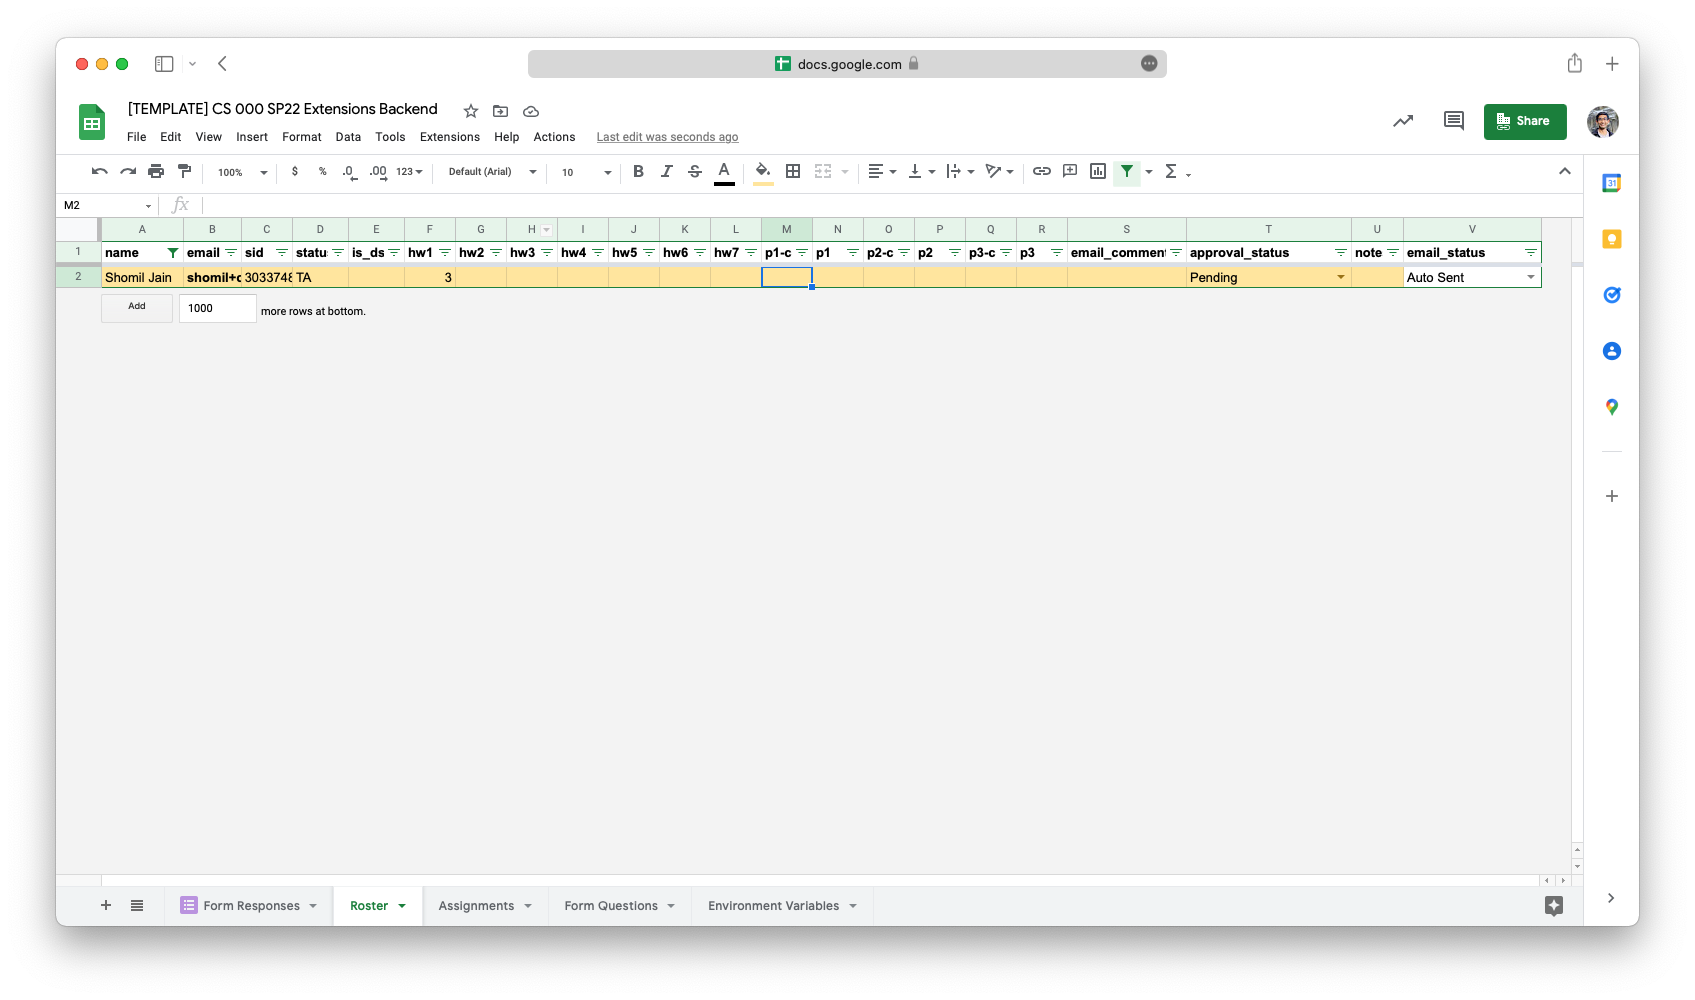 docs.google.com
[TEMPLATE] CS 000 SP22 Extensions Backend
File Edit View Insert Format Data Tools Extensions Help Actions Last edit was seconds ago
Share
100% $ % .0 .00 123 Default (Arial) 10 B I S A Σ
31
M2 fx
A B C D E F G H I J K L M N O P Q R S T U V
1 name email sid statu is_ds hw1 hw2 hw3 hw4 hw5 hw6 hw7 p1-c p1 p2-c p2 p3-c p3 email_commen approval_status note email_status
2 Shomil Jain shomil+c 3033748 TA 3 Pending Auto Sent
Add 1000 more rows at bottom.
Form Responses Roster Assignments Form Questions Environment Variables